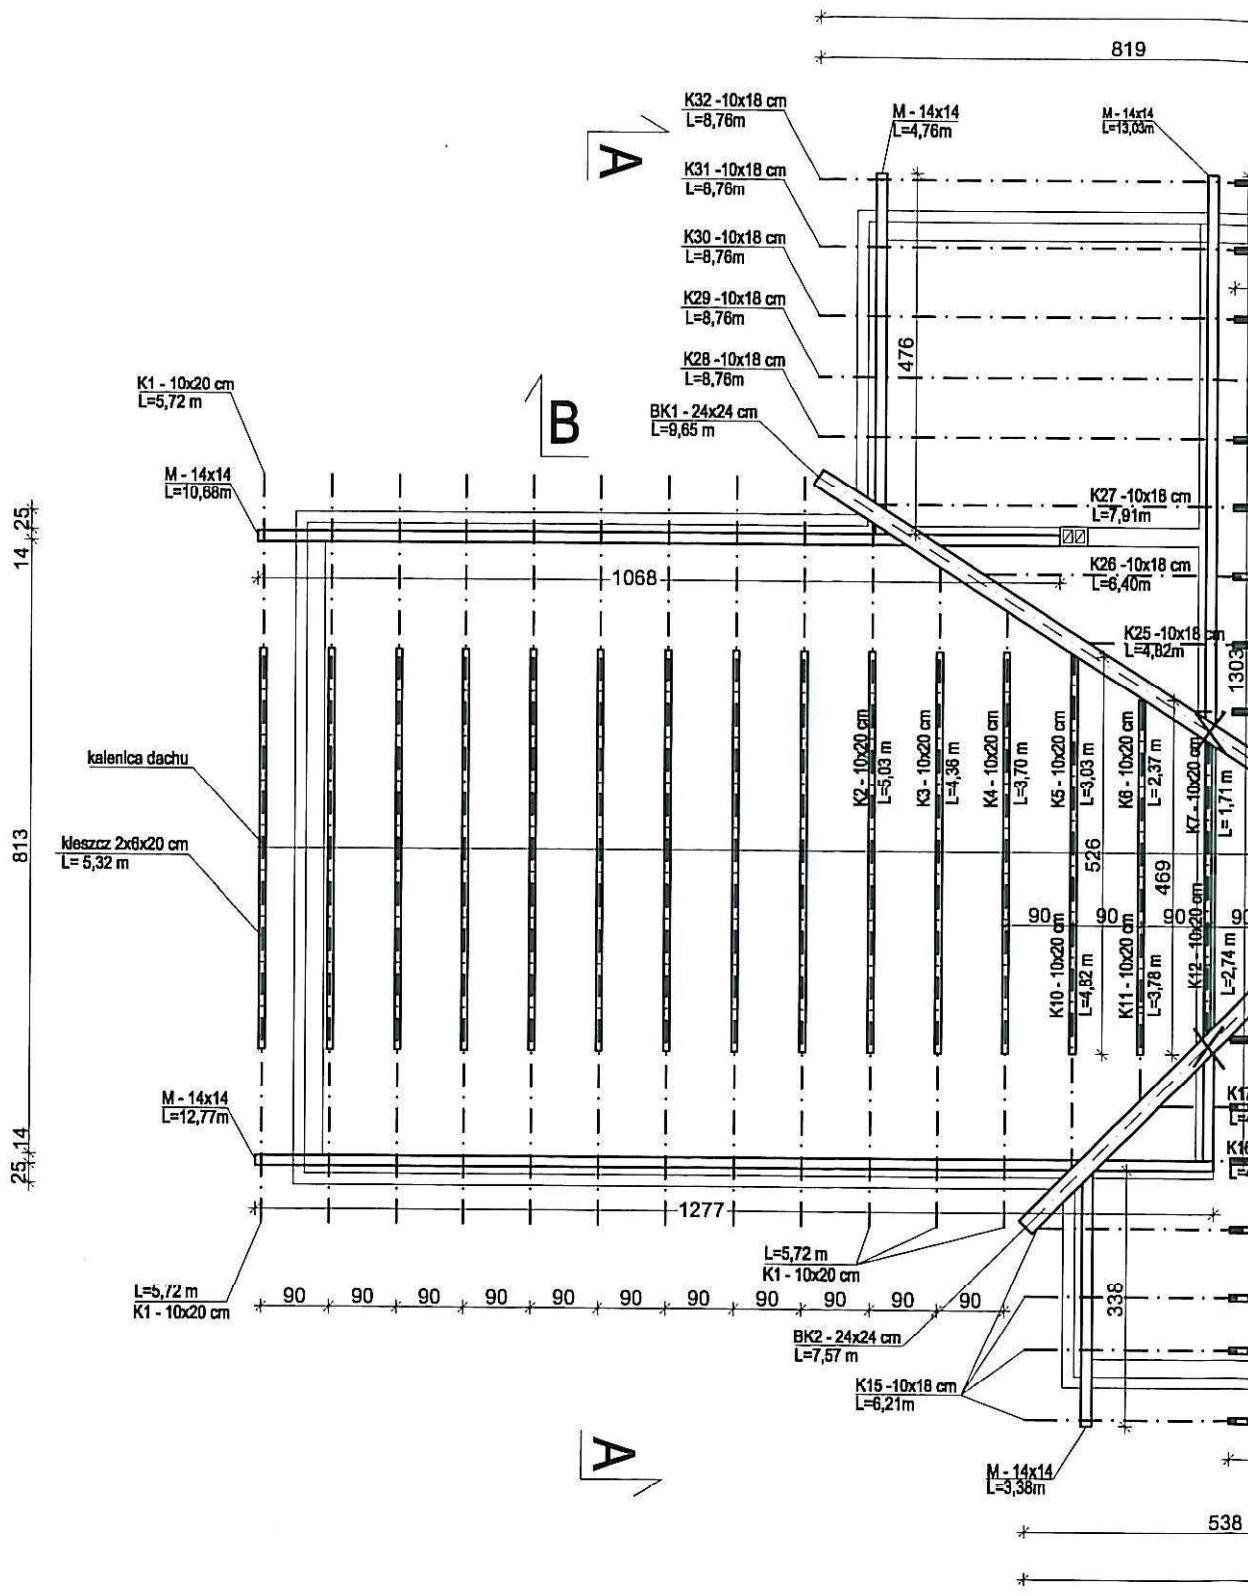 819
K32 -10x18 cm
L=8,76m
M - 14x14
L=4,76m
M - 14x14
L=13,03m
A
K31 -10x18 cm
L=8,76m
K30 -10x18 cm
L=8,76m
K29 -10x18 cm
L=8,76m
476
K28 -10x18 cm
L=8,76m
K1 - 10x20 cm
L=5,72 m
B
BK1 - 24x24 cm
L=9,65 m
M - 14x14
L=10,68m
K27 -10x18 cm
L=7,91m
25
14
1068
K26 -10x18 cm
L=6,40m
K25 -10x18 cm
L=4,82m
1303
kalenica dachu
K2 - 10x20 cm
L=5,03 m
K3 - 10x20 cm
L=4,36 m
K4 - 10x20 cm
L=3,70 m
K5 - 10x20 cm
L=3,03 m
K6 - 10x20 cm
L=2,37 m
K7 - 10x20 cm
L=1,71 m
813
kleszcz 2x6x20 cm
L= 5,32 m
526
469
90
90
90
90
K10 - 10x20 cm
L=4,82 m
K11 - 10x20 cm
L=3,78 m
K12 - 10x20 cm
L=2,74 m
M - 14x14
L=12,77m
14
25
K17
K16
1277
L=5,72 m
K1 - 10x20 cm
L=5,72 m
K1 - 10x20 cm
90 90 90 90 90 90 90 90 90 90 90
338
BK2 - 24x24 cm
L=7,57 m
K15 -10x18 cm
L=6,21m
A
M - 14x14
L=3,38m
538